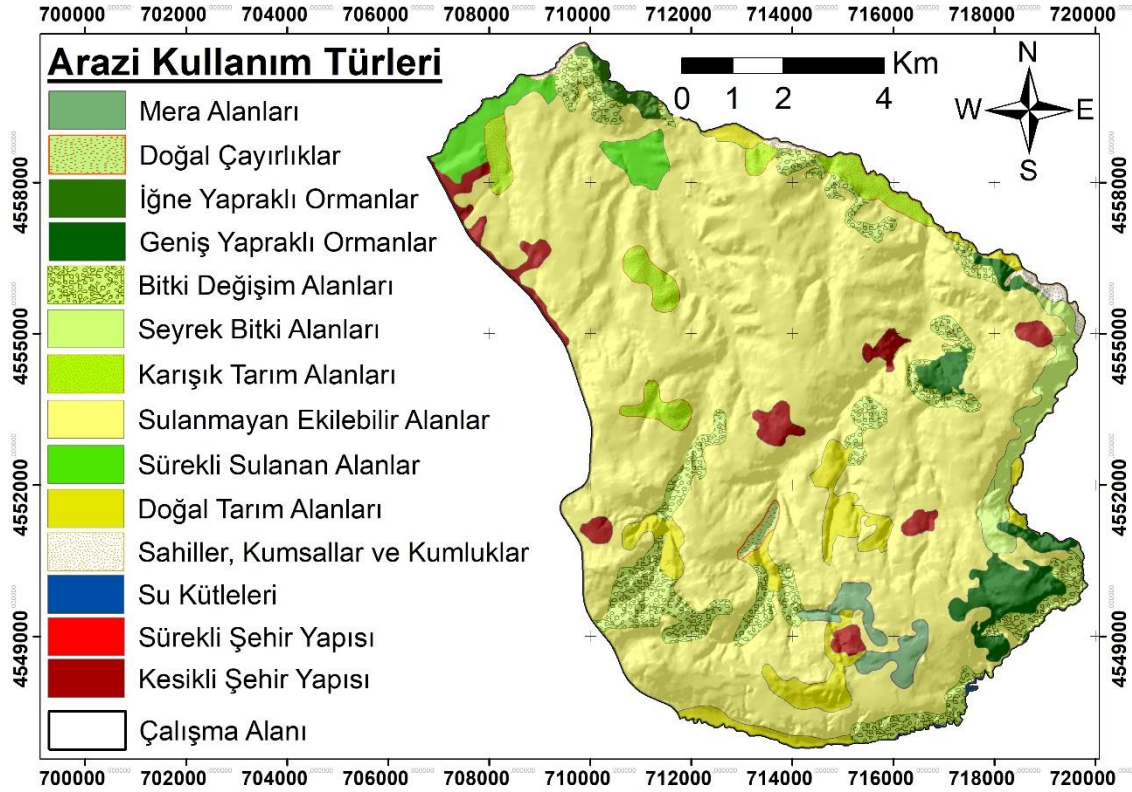 700000 702000 704000 706000 708000 710000 712000 714000 716000 718000 720000
Arazi Kullanım Türleri
Mera Alanları
Doğal Çayırlıklar
İğne Yapraklı Ormanlar
Geniş Yapraklı Ormanlar
Bitki Değişim Alanları
Seyrek Bitki Alanları
Karışık Tarım Alanları
Sulanmayan Ekilebilir Alanlar
Sürekli Sulanan Alanlar
Doğal Tarım Alanları
Sahiller, Kumsallar ve Kumluklar
Su Kütleleri
Sürekli Şehir Yapısı
Kesikli Şehir Yapısı
Çalışma Alanı
Km
0 1 2 4
N
W E
S
4558000 4558000
4555000 4555000
4552000 4552000
4549000 4549000
700000 702000 704000 706000 708000 710000 712000 714000 716000 718000 720000